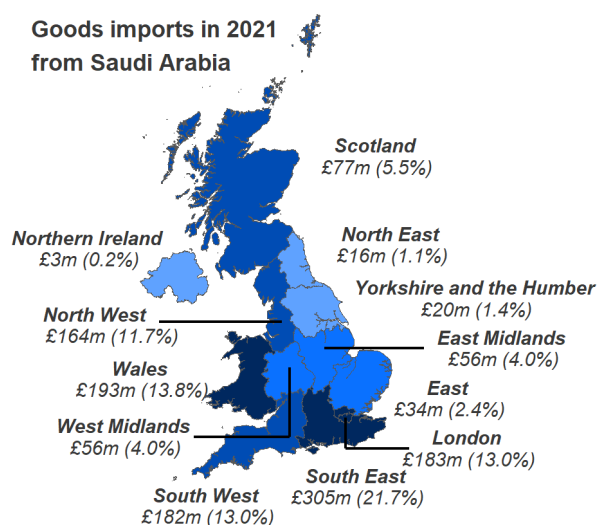 Goods imports in 2021
from Saudi Arabia
Scotland
£77m (5.5%)
Northern Ireland
£3m (0.2%)
North East
£16m (1.1%)
Yorkshire and the Humber
£20m (1.4%)
North West
£164m (11.7%)
East Midlands
£56m (4.0%)
Wales
£193m (13.8%)
East
£34m (2.4%)
West Midlands
£56m (4.0%)
London
£183m (13.0%)
South East
£305m (21.7%)
South West
£182m (13.0%)